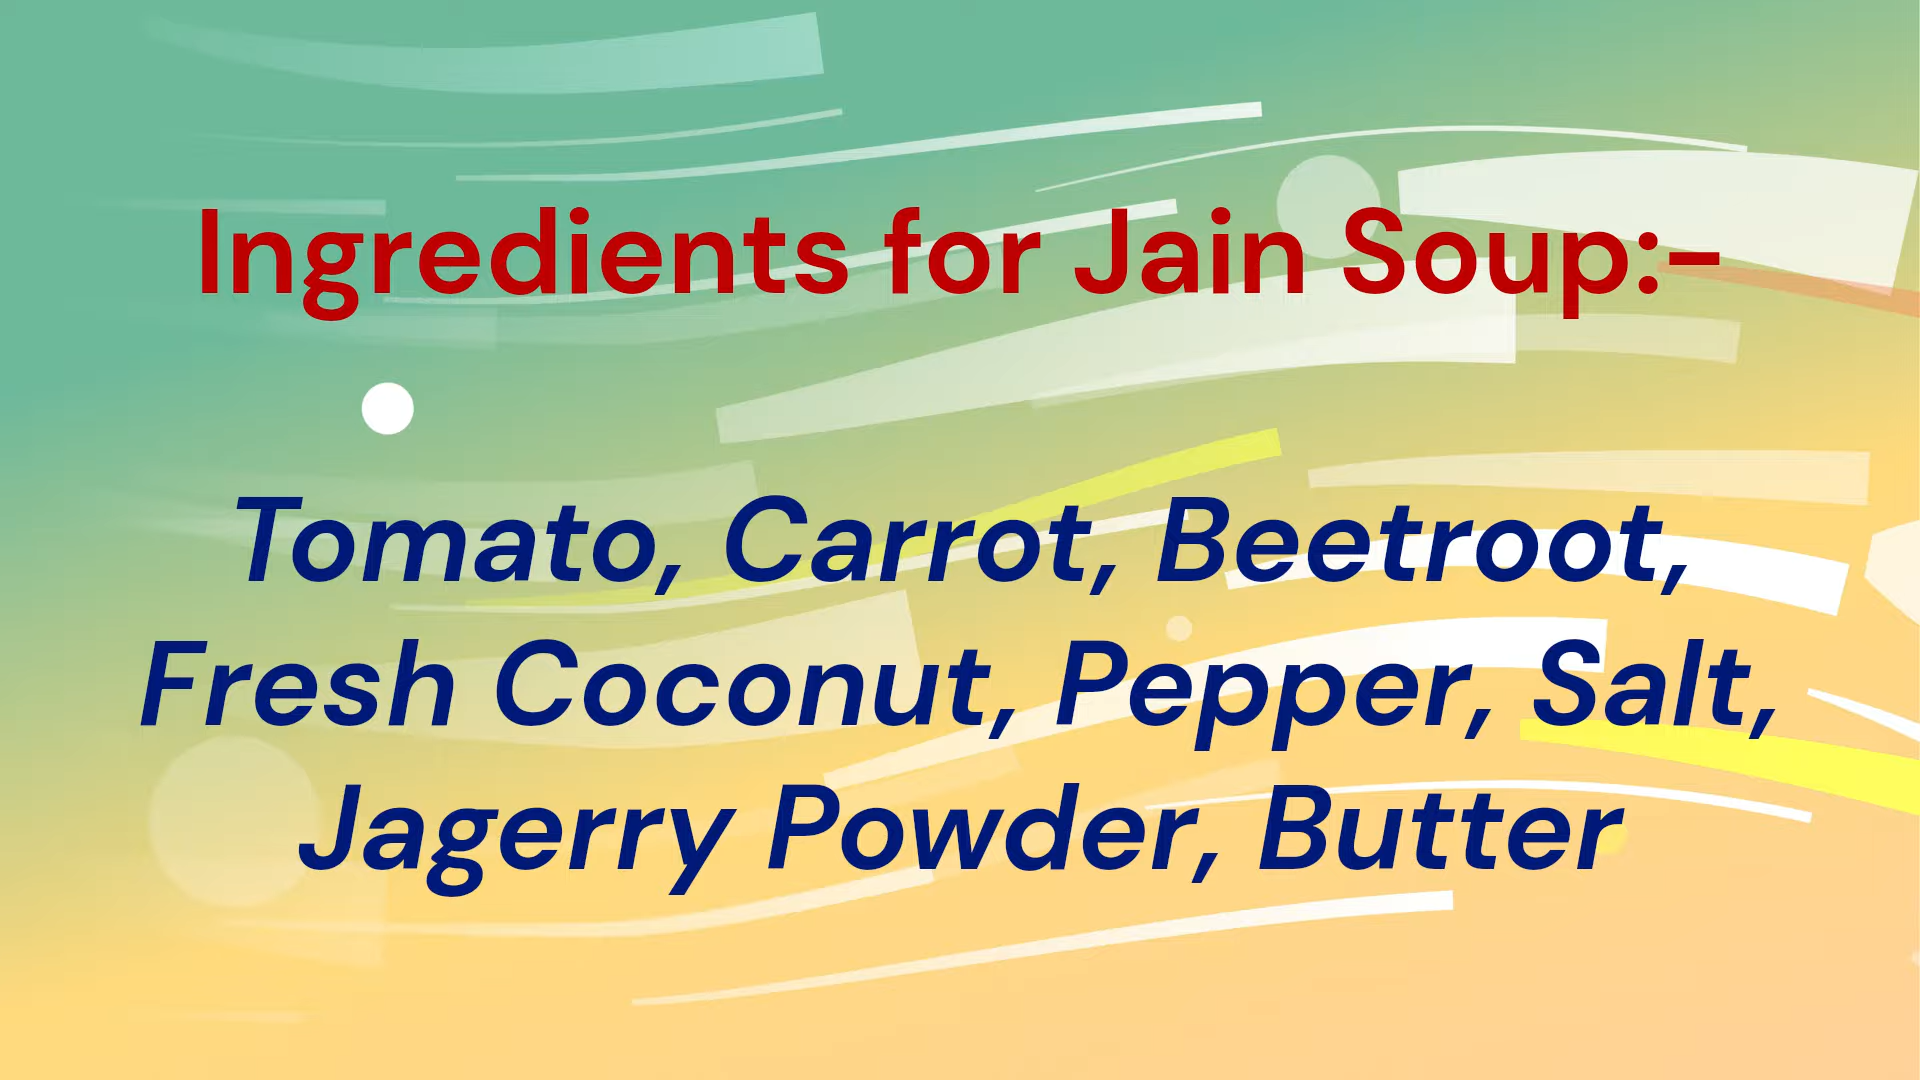 Ingredients for Jain Soup:-
Tomato, Carrot, Beetroot,
Fresh Coconut, Pepper, Salt,
Jagerry Powder, Butter